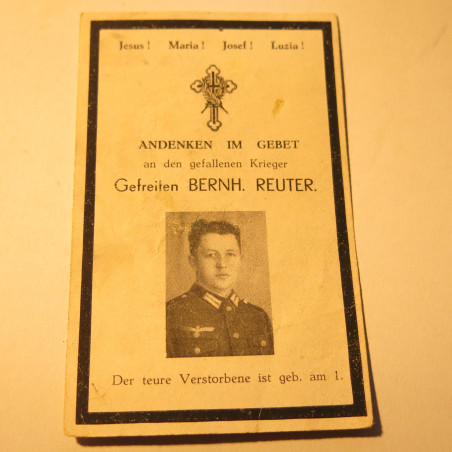 Jesus! Maria! Josef! Luzia!
ANDENKEN IM GEBET
an den gefallenen Krieger
Gefreiten BERNH. REUTER.
Der teure Verstorbene ist geb. am 1.